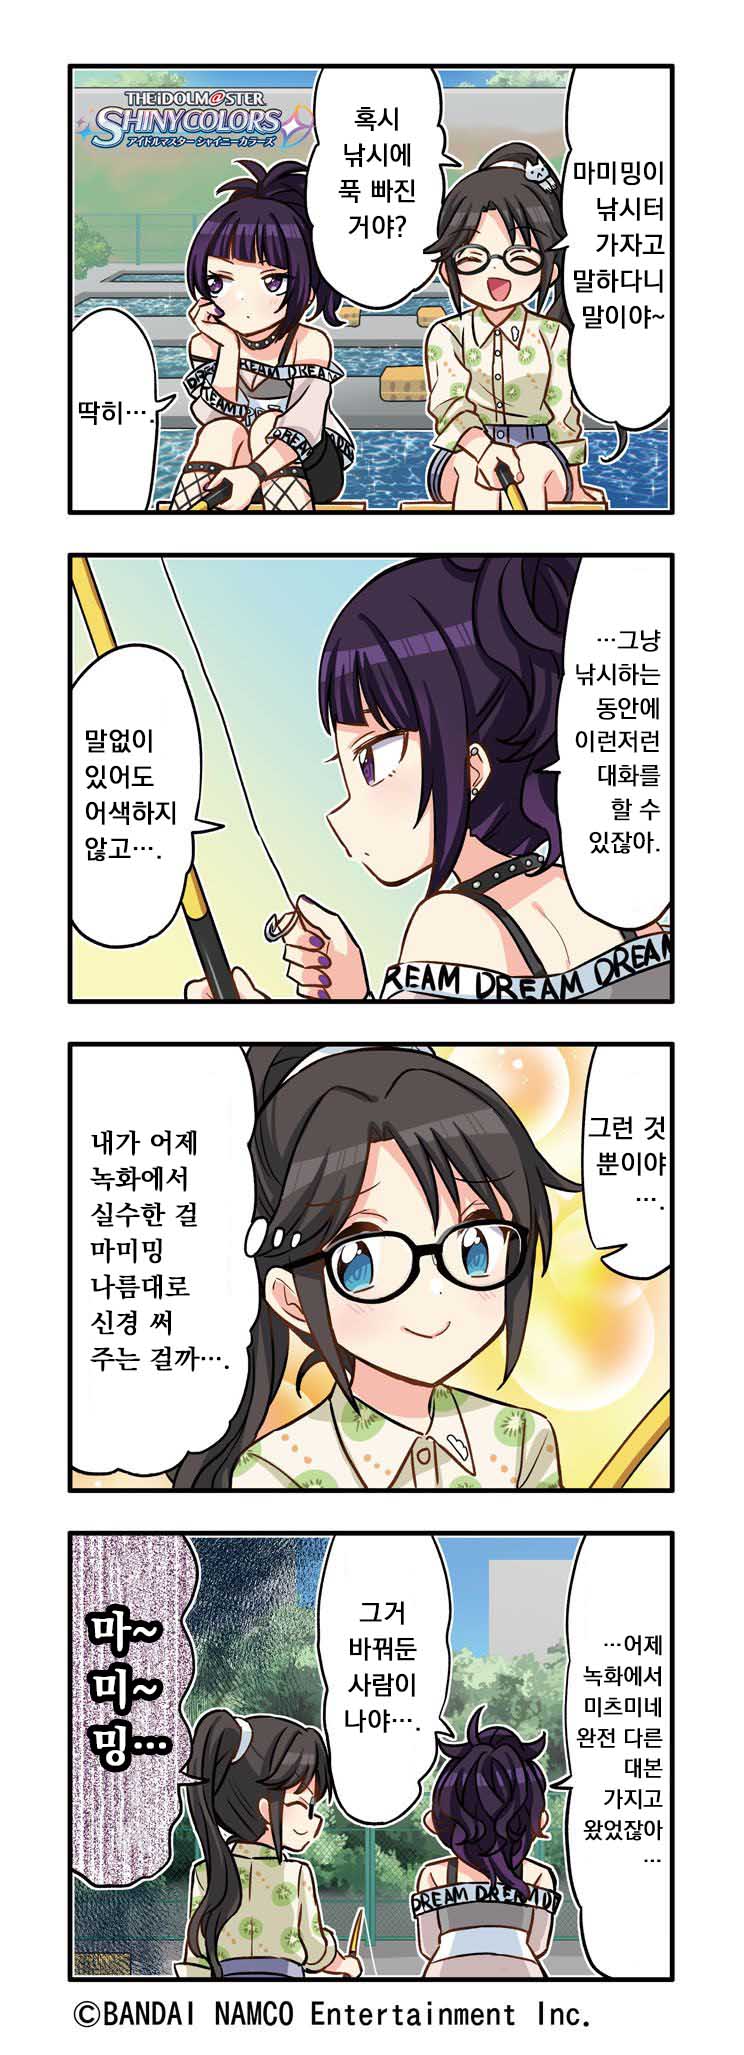 THE iDOLM@STER
SHINYCOLORS
アイドルマスターシャイニーカラーズ
마미밍이
낚시터
가자고
말하다니
말이야~
혹시
낚시에
푹 빠진
거야?
딱히….
DREAM DREAM
DREAM
DREAM
…그냥
낚시하는
동안에
이런저런
대화를
할 수
있잖아.
말없이
있어도
어색하지
않고….
REAM DREAM DREAM
그런 것
뿐이야
….
내가 어제
녹화에서
실수한 걸
마미밍
나름대로
신경 써
주는 걸까….
…어제
녹화에서
미츠미네
완전 다른
대본
가지고
왔었잖아
…
그거
바꿔둔
사람이
나야….
마~
미~
밍…
DREAM DREAM
©BANDAI NAMCO Entertainment Inc.